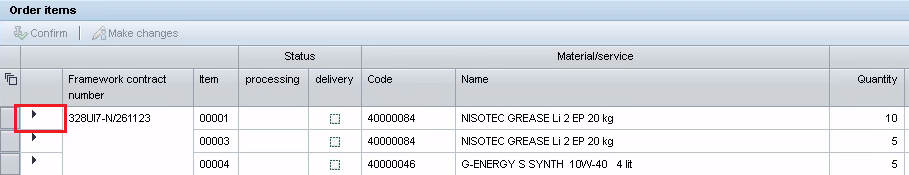 Order items
Confirm Make changes
Status Material/service
Framework contract number Item processing delivery Code Name Quantity
328UI7-N/261123 00001 40000084 NISOTEC GREASE Li 2 EP 20 kg 10
00003 40000084 NISOTEC GREASE Li 2 EP 20 kg 5
00004 40000046 G-ENERGY S SYNTH 10W-40 4 lit 5